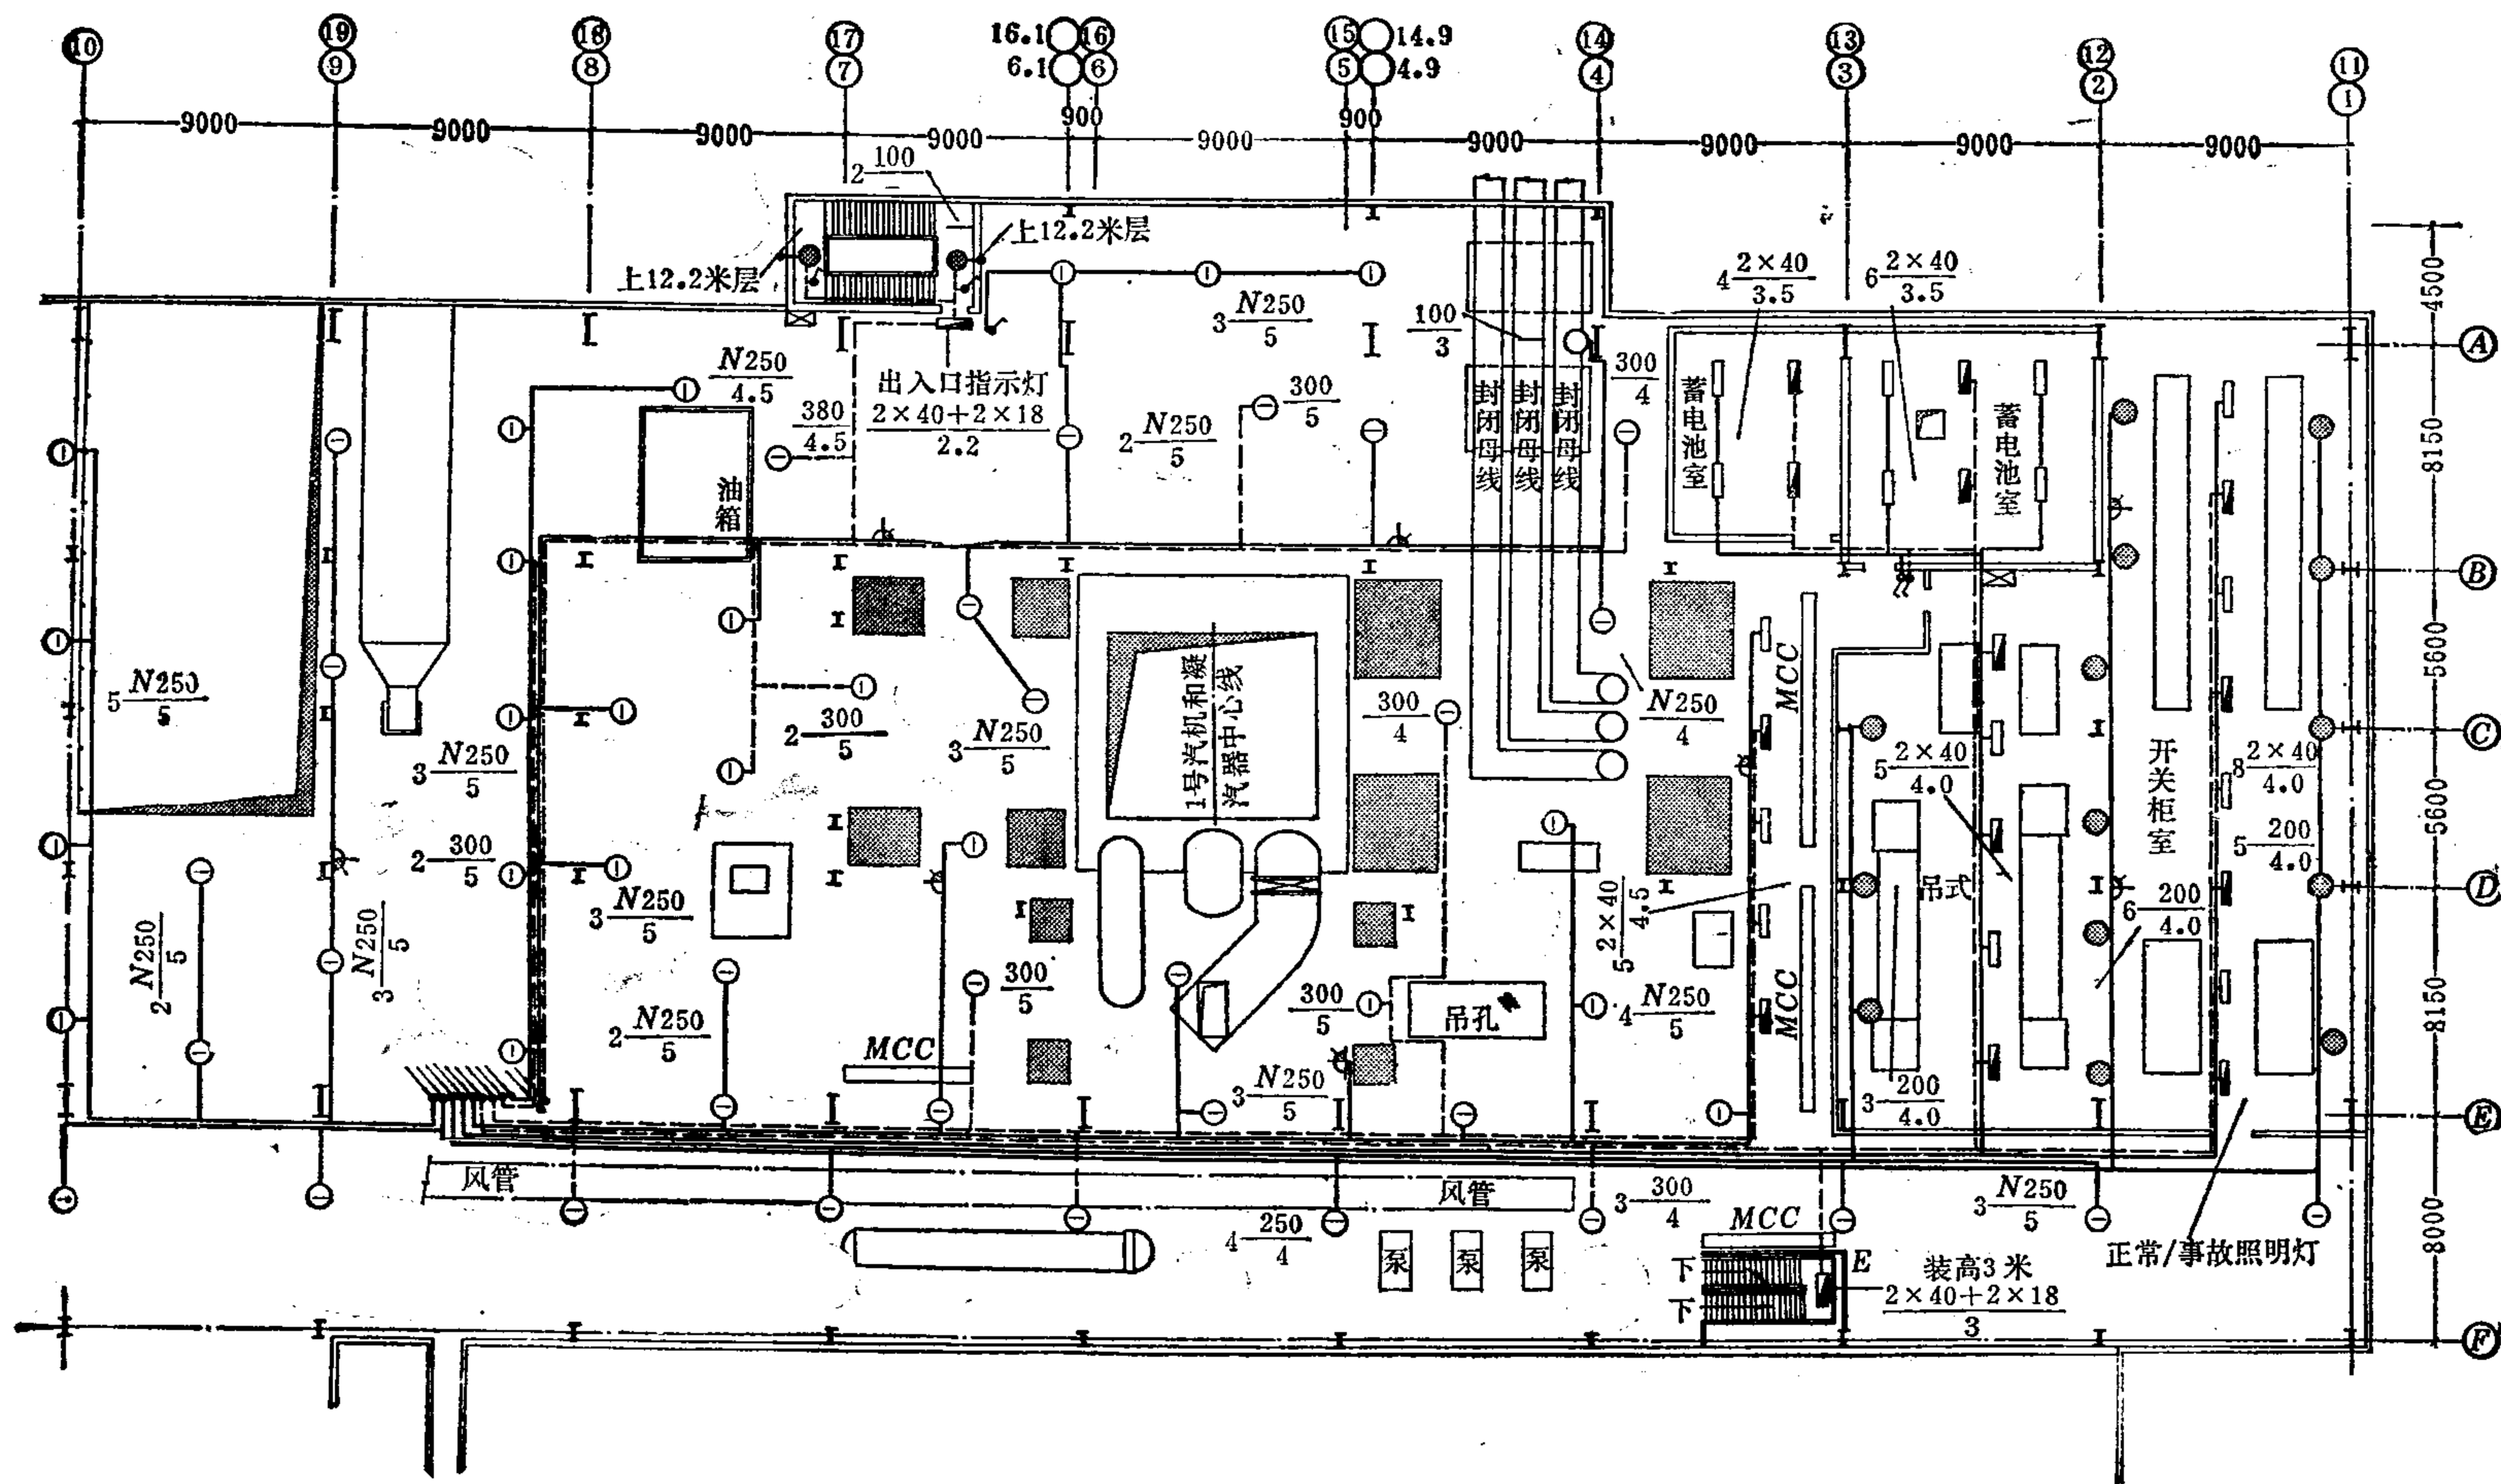 10 19 18 17 16.1 16 15 14.9 14 13 12 11
9 8 7 6.1 6 5 4.9 4 3 2 1
9000 9000 9000 9000 900 9000 900 9000 9000 9000 9000
2 100/—
上12.2米层
上12.2米层
4500
4 2×40/3.5
6 2×40/3.5
3 N250/5
100/3
A
N250/4.5
出入口指示灯
2×40+2×18/2.2
380/4.5
300/5
300/4
2 N250/5
封闭母线
封闭母线
封闭母线
蓄电池室
蓄电池室
8150
油箱
B
5 N250/5
1号汽机和凝
汽器中心线
MCC
5600
300/4
N250/4
2 300/5
3 N250/5
3 N250/5
C
开关柜室
5 2×40/4.0
8 2×40/4.0
5600
2 300/5
5 200/4.0
3 N250/5
吊式
D
5 2×40/4.5
6 200/4.0
2 N250/5
3 N250/5
300/5
300/5
吊孔
4 N250/5
MCC
8150
2 N250/5
MCC
3 N250/5
3 200/4.0
E
风管
风管
3 300/4
3 N250/5
MCC
4 250/4
泵
泵
泵
8000
下
下
E
装高3米
2×40+2×18/3
正常/事故照明灯
F